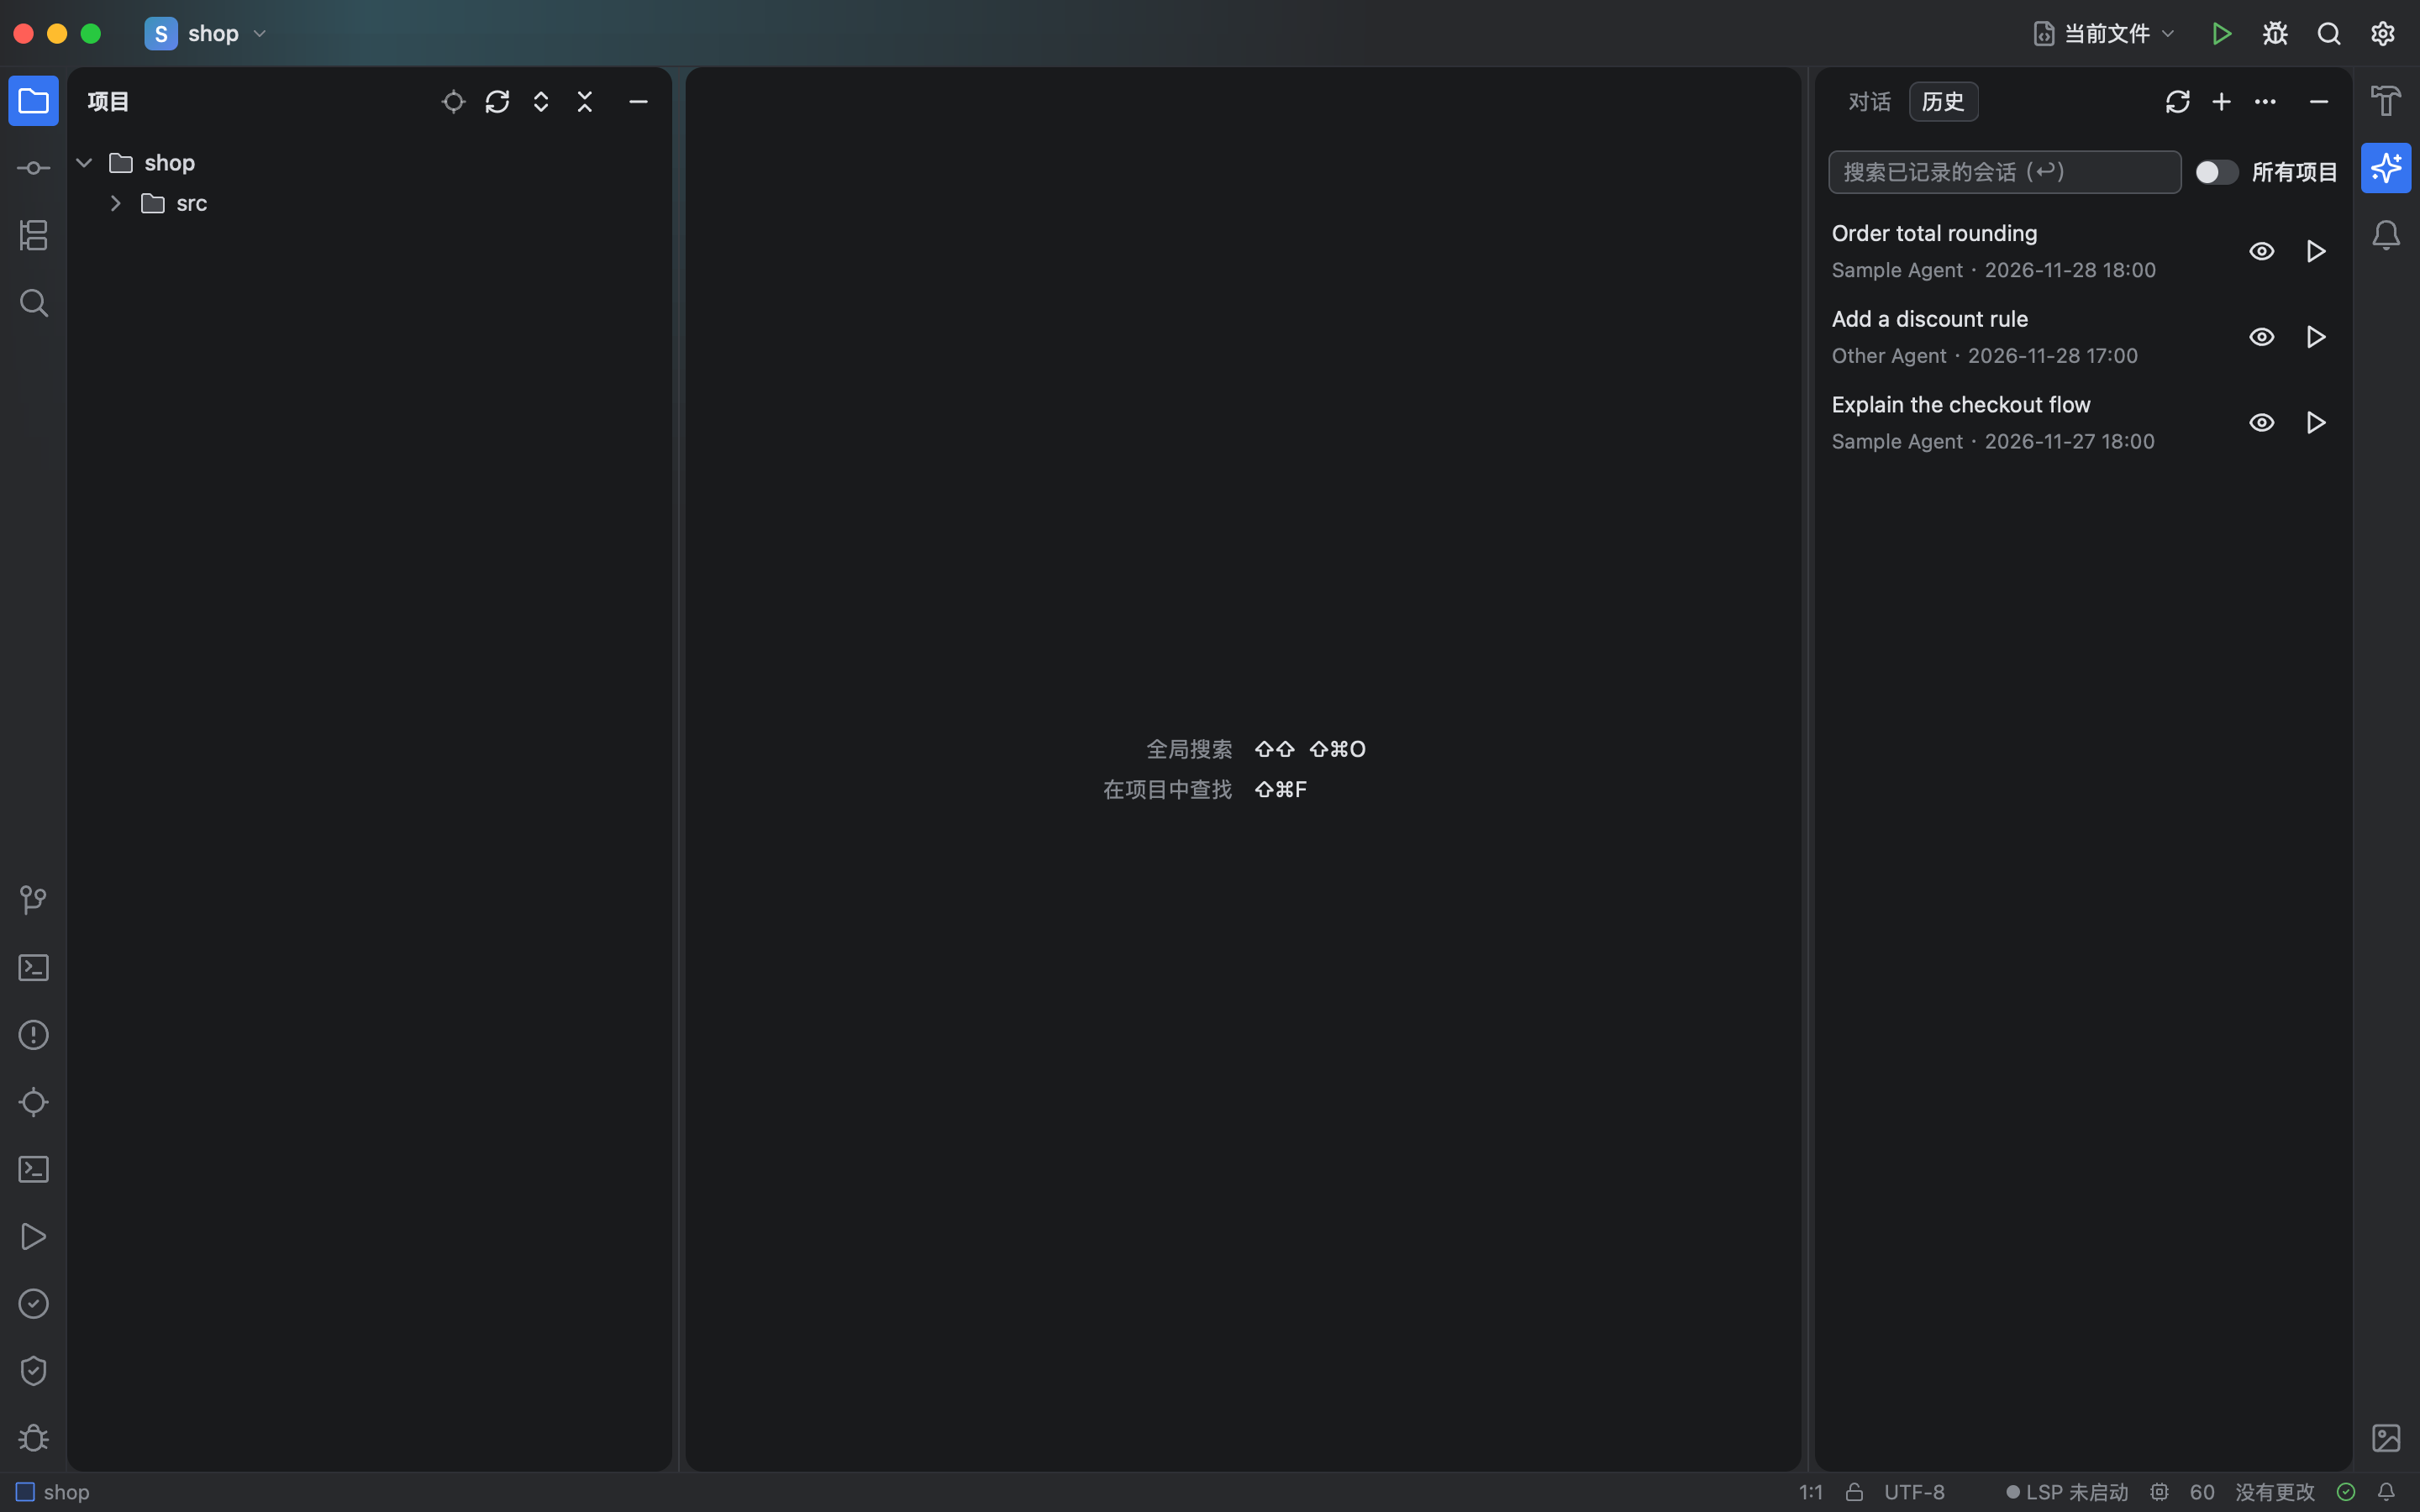 S shop
当前文件
项目
shop
src
全局搜索 ⇧⇧ ⇧⌘O
在项目中查找 ⇧⌘F
对话 历史
搜索已记录的会话 (↩) 所有项目
Order total rounding
Sample Agent · 2026-11-28 18:00
Add a discount rule
Other Agent · 2026-11-28 17:00
Explain the checkout flow
Sample Agent · 2026-11-27 18:00
shop
1:1 UTF-8 LSP 未启动 60 没有更改